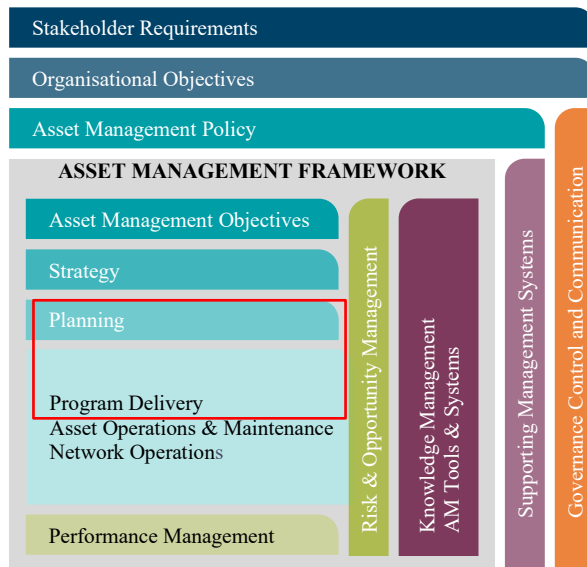 Stakeholder Requirements
Organisational Objectives
Asset Management Policy
ASSET MANAGEMENT FRAMEWORK
Asset Management Objectives
Strategy
Planning
Program Delivery
Asset Operations & Maintenance
Network Operations
Performance Management
Risk & Opportunity Management
Knowledge Management
AM Tools & Systems
Supporting Management Systems
Governance Control and Communication